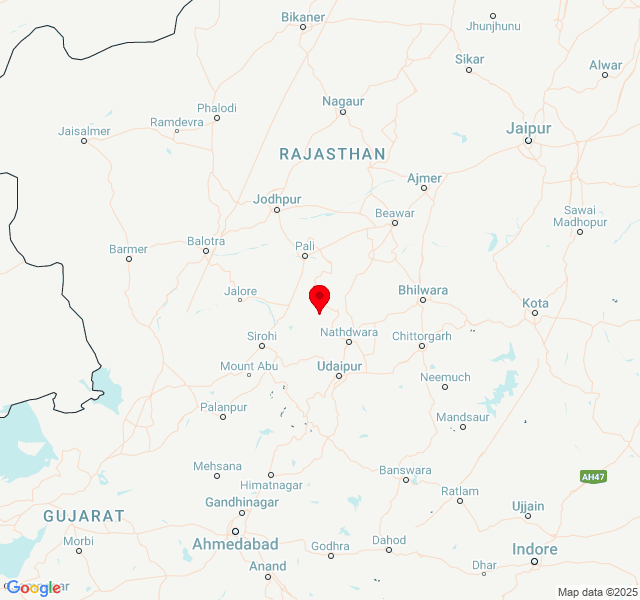 Bikaner
Jhunjhunu
Sikar
Alwar
Nagaur
Phalodi
Ramdevra
Jaisalmer
Jaipur
RAJASTHAN
Ajmer
Jodhpur
Beawar
Sawai
Madhopur
Balotra
Pali
Barmer
Jalore
Bhilwara
Kota
Sirohi
Nathdwara
Chittorgarh
Mount Abu
Udaipur
Neemuch
Palanpur
Mandsaur
Mehsana
Himatnagar
Banswara
AH47
Gandhinagar
Ratlam
Ujjain
GUJARAT
Morbi
Ahmedabad
Godhra
Dahod
Indore
Dhar
Anand
Google
Map data ©2025